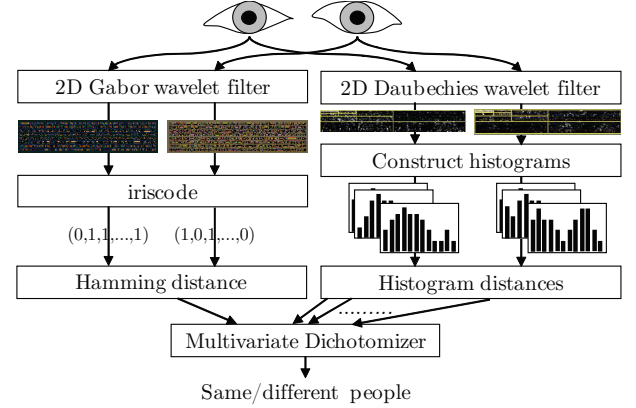 2D Gabor wavelet filter
2D Daubechies wavelet filter
Construct histograms
iriscode
(0,1,1,...,1) (1,0,1,...,0)
Hamming distance
Histogram distances
.........
Multivariate Dichotomizer
Same/different people